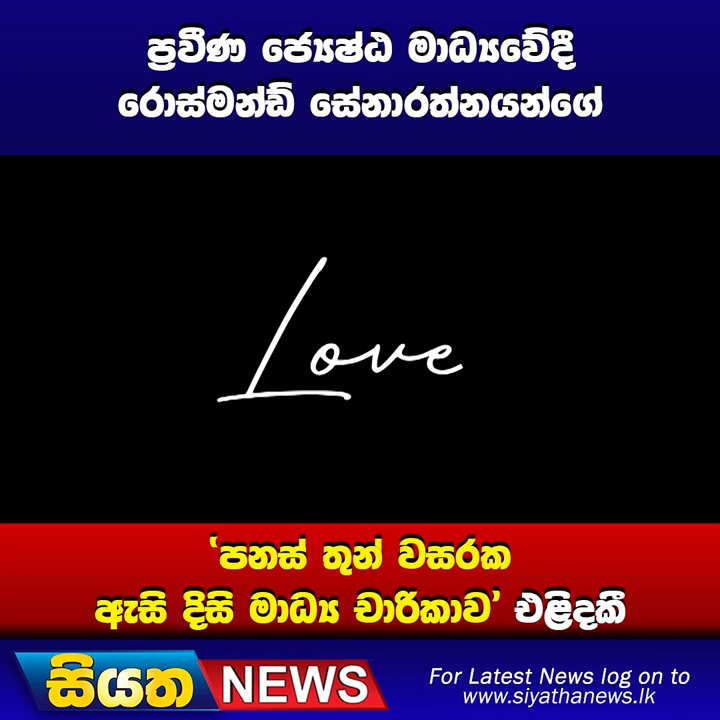 ප්‍රවීණ ජ්‍යෙෂ්ඨ මාධ්‍යවේදී
රොස්මන්ඩ් සේනාරත්නයන්ගේ
Love
‘පනස් තුන් වසරක
ඇසි දිසි මාධ්‍ය චාරිකාව’ එළිදකී
සියත NEWS
For Latest News log on to
www.siyathanews.lk